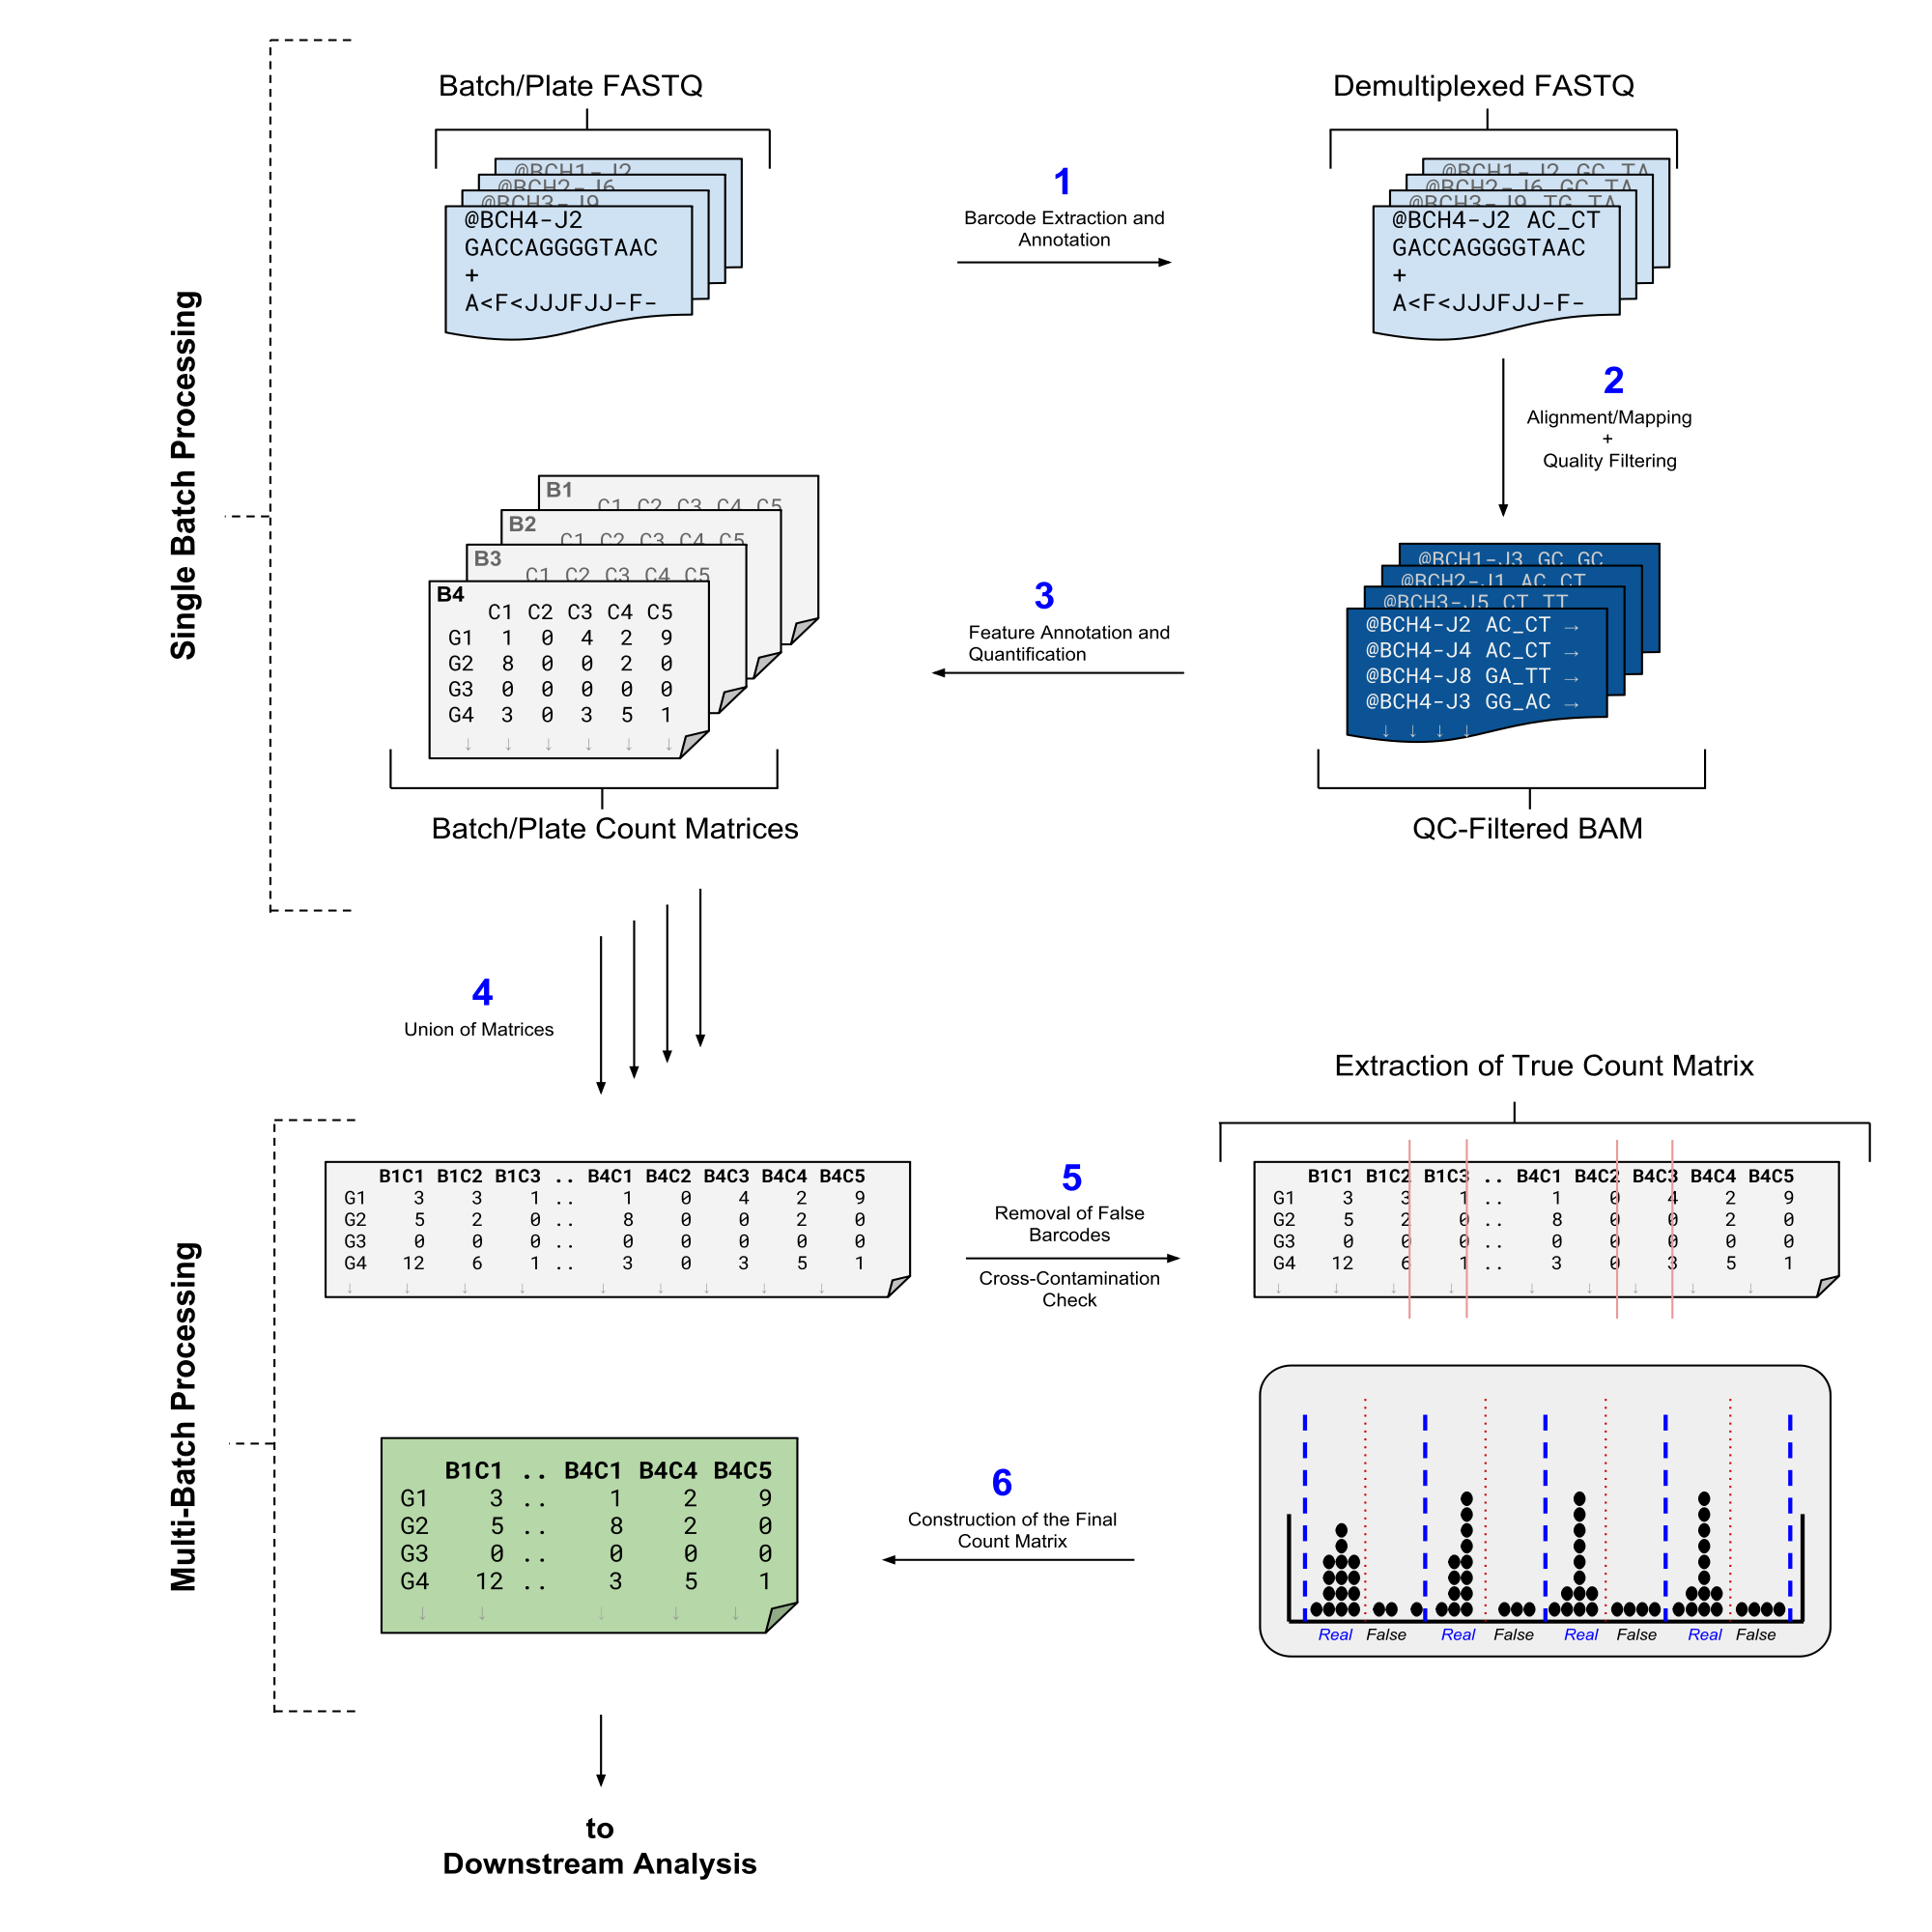 Single Batch Processing
Batch/Plate FASTQ
@BCH1-J2
@BCH2-J6
@BCH3-J9
@BCH4-J2
GACCAGGGGTAAC
+
A<F<JJJFJJ-F-
1
Barcode Extraction and
Annotation
Demultiplexed FASTQ
@BCH1-J2 GC_TA
@BCH2-J6 GC_TA
@BCH3-J9 TG_TA
@BCH4-J2 AC_CT
GACCAGGGGTAAC
+
A<F<JJJFJJ-F-
2
Alignment/Mapping
+
Quality Filtering
@BCH1-J3 GC_GC
@BCH2-J1 AC_CT
@BCH3-J5 CT_TT
@BCH4-J2 AC_CT →
@BCH4-J4 AC_CT →
@BCH4-J8 GA_TT →
@BCH4-J3 GG_AC →
↓ ↓ ↓ ↓
QC-Filtered BAM
3
Feature Annotation and
Quantification
B1
C1 C2 C3 C4 C5
B2
C1 C2 C3 C4 C5
B3
C1 C2 C3 C4 C5
B4
C1 C2 C3 C4 C5
G1 1 0 4 2 9
G2 8 0 0 2 0
G3 0 0 0 0 0
G4 3 0 3 5 1
↓ ↓ ↓ ↓ ↓ ↓
Batch/Plate Count Matrices
4
Union of Matrices
Multi-Batch Processing
B1C1 B1C2 B1C3 .. B4C1 B4C2 B4C3 B4C4 B4C5
G1 3 3 1 .. 1 0 4 2 9
G2 5 2 0 .. 8 0 0 2 0
G3 0 0 0 .. 0 0 0 0 0
G4 12 6 1 .. 3 0 3 5 1
↓ ↓ ↓ ↓ ↓ ↓ ↓ ↓ ↓
5
Removal of False
Barcodes
Cross-Contamination
Check
Extraction of True Count Matrix
B1C1 B1C2 B1C3 .. B4C1 B4C2 B4C3 B4C4 B4C5
G1 3 3 1 .. 1 0 4 2 9
G2 5 2 0 .. 8 0 0 2 0
G3 0 0 0 .. 0 0 0 0 0
G4 12 6 1 .. 3 0 3 5 1
↓ ↓ ↓ ↓ ↓ ↓ ↓ ↓ ↓
Real False Real False Real False Real False
6
Construction of the Final
Count Matrix
B1C1 .. B4C1 B4C4 B4C5
G1 3 .. 1 2 9
G2 5 .. 8 2 0
G3 0 .. 0 0 0
G4 12 .. 3 5 1
↓ ↓ ↓ ↓ ↓
to
Downstream Analysis